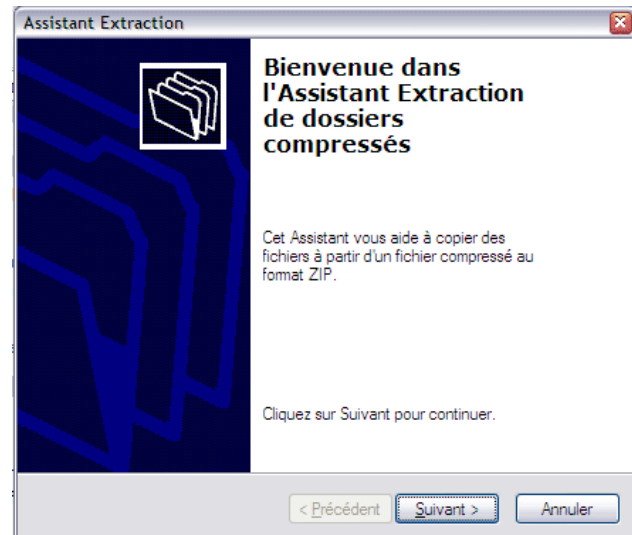 Assistant Extraction
Bienvenue dans
l'Assistant Extraction
de dossiers
compressés
Cet Assistant vous aide à copier des
fichiers à partir d'un fichier compressé au
format ZIP.
Cliquez sur Suivant pour continuer.
< Précédent Suivant > Annuler